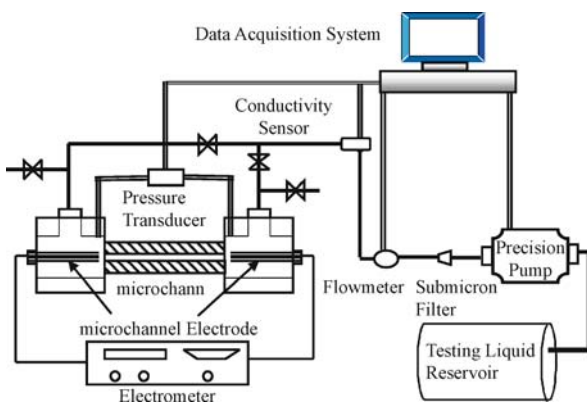 Data Acquisition System
Conductivity
Sensor
Pressure
Transducer
Precision
Pump
microchann
Flowmeter
Submicron
Filter
microchannel Electrode
Testing Liquid
Reservoir
Electrometer